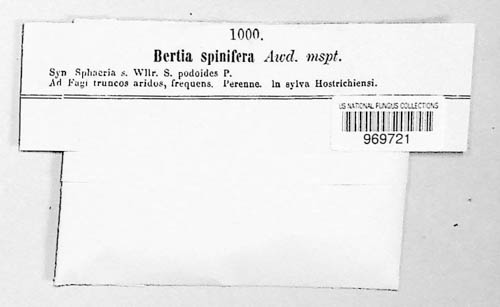 1000.
Bertia spinifera Awd. mspt.
Syn Sphaeria s. Wllr. S. podoides P.
Ad Fagi truncos aridos, frequens. Perenne. In sylva Hostrichiensi.
US NATIONAL FUNGUS COLLECTIONS
969721